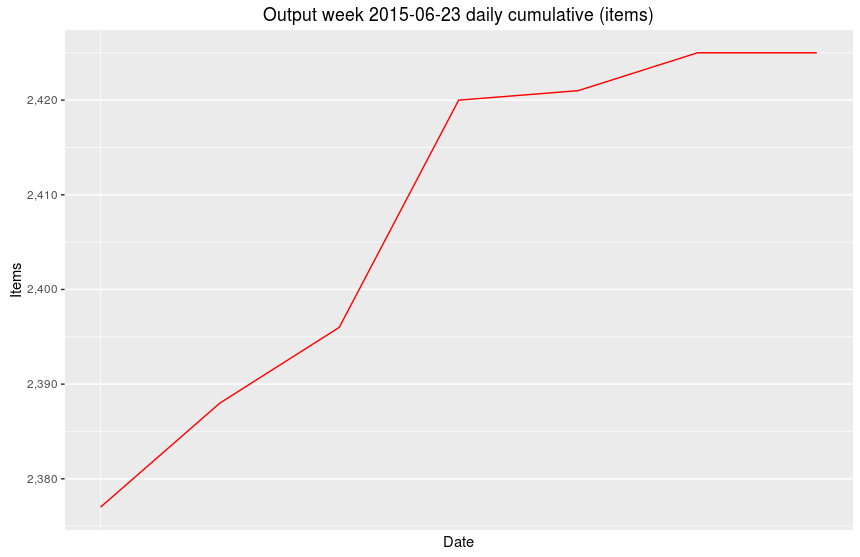 Output week 2015-06-23 daily cumulative (items)
2,420
2,410
2,400
2,390
2,380
Items
Date